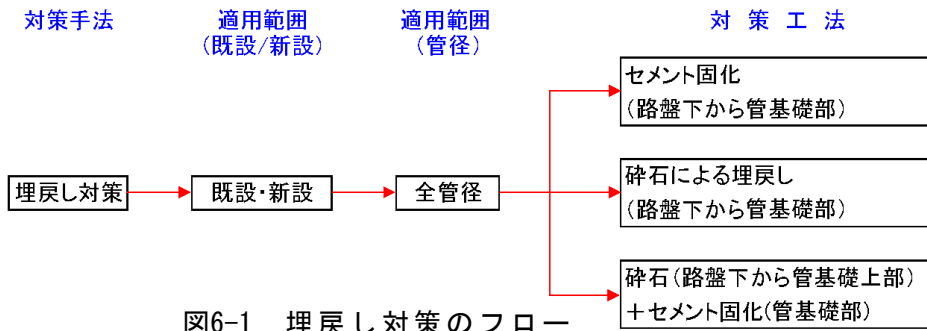 対策手法
適用範囲
(既設/新設)
適用範囲
(管径)
対 策 工 法
セメント固化
(路盤下から管基礎部)
埋戻し対策
既設・新設
全管径
砕石による埋戻し
(路盤下から管基礎部)
砕石(路盤下から管基礎上部)
+セメント固化(管基礎部)
図6-1 埋戻し対策のフロー